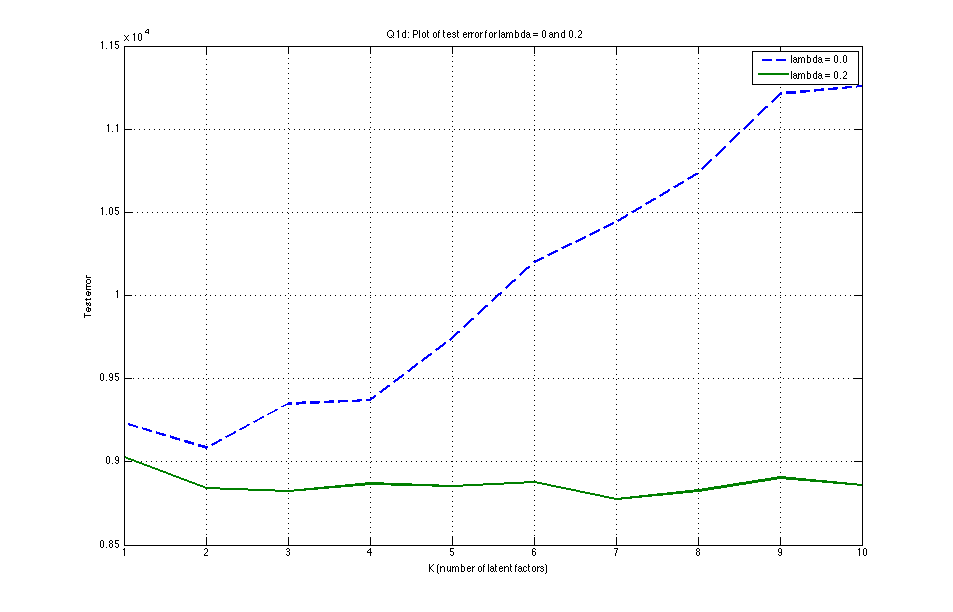 Q1d: Plot of test error for lambda = 0 and 0.2
x 10^4
1.15
1.1
1.05
1
0.95
0.9
0.85
Test error
lambda = 0.0
lambda = 0.2
1 2 3 4 5 6 7 8 9 10
K (number of latent factors)